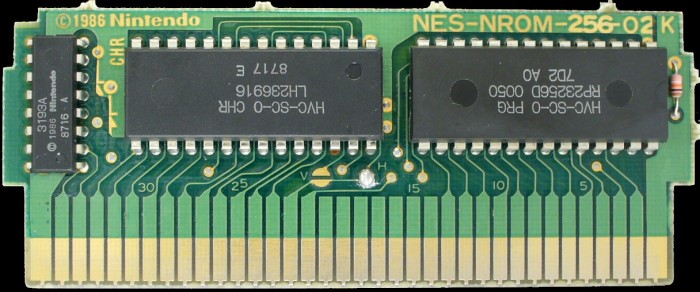 ©1986 Nintendo
NES-NROM-256-02 K
CHR
3193A
© 1986 Nintendo
8716 A
HVC-SC-0 CHR
LH236916
8717 E
HVC-SC-0 PRG
RP23256D 0050
7D2 A0
30
25
V
H
15
10
5